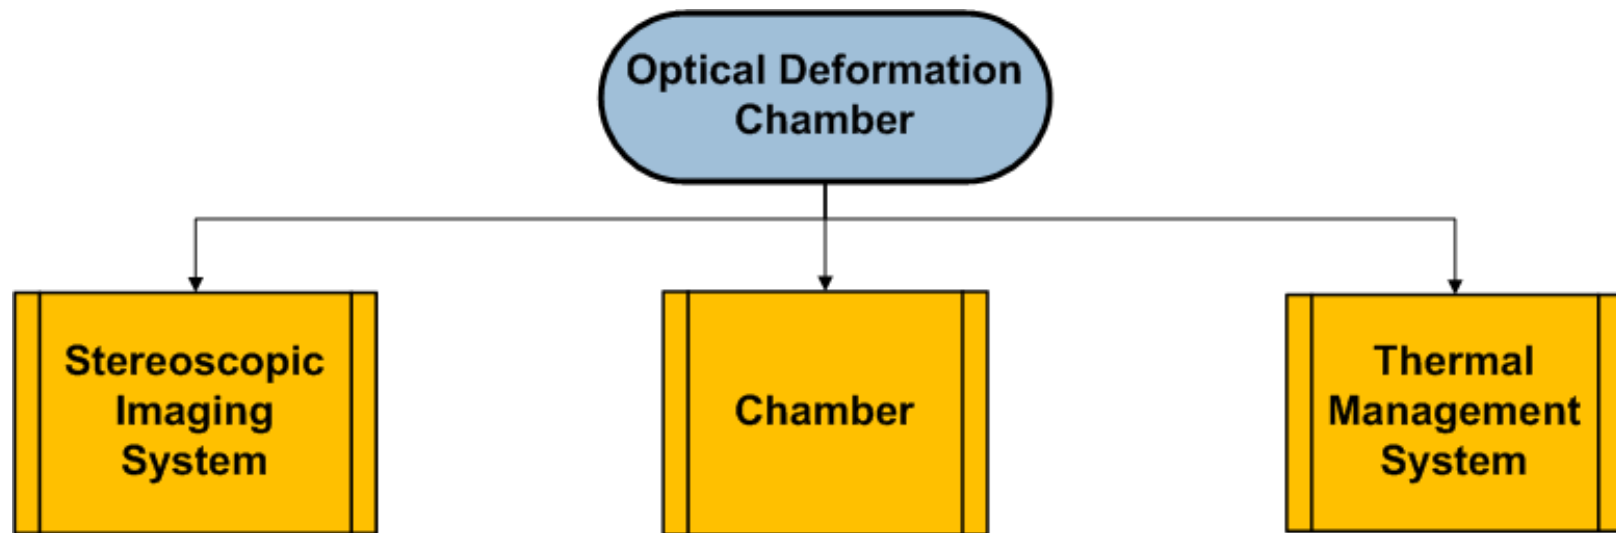 Optical Deformation
Chamber
Stereoscopic
Imaging
System
Chamber
Thermal
Management
System